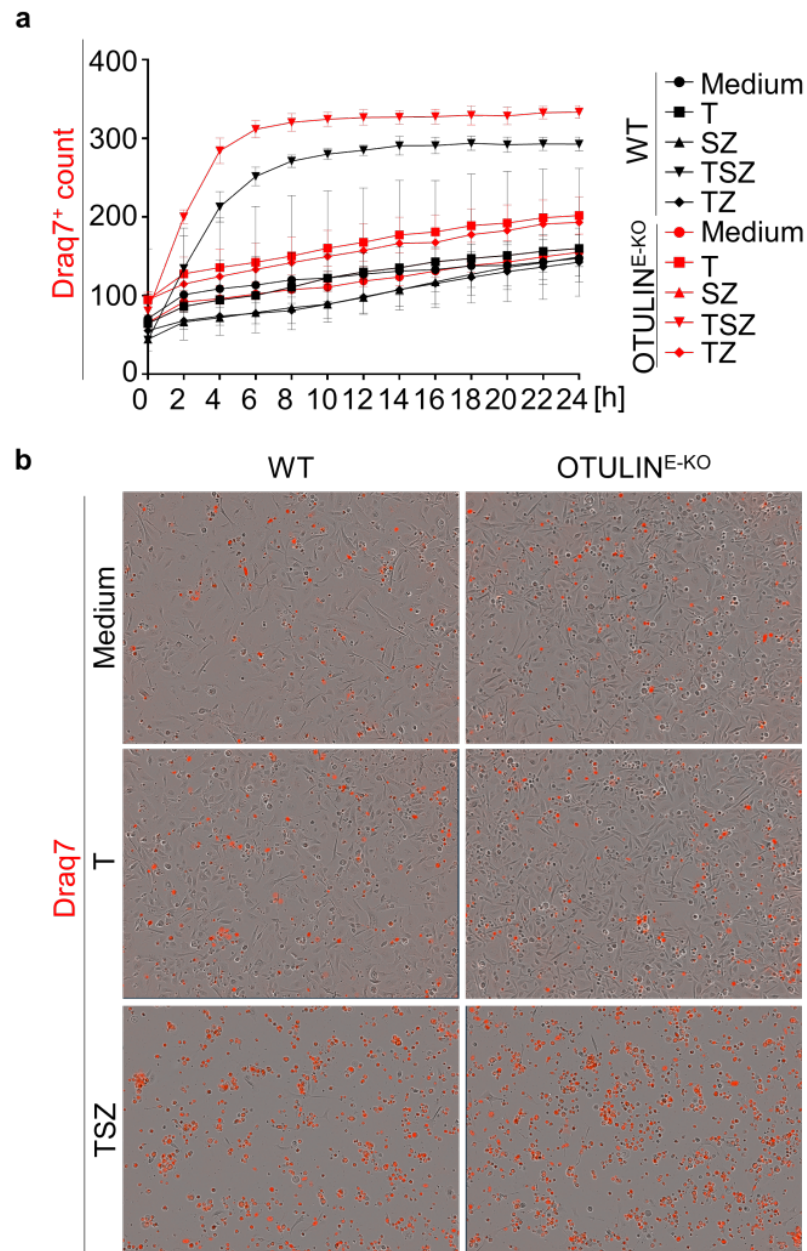 a
Draq7+ count
400
300
200
100
0
0 2 4 6 8 10 12 14 16 18 20 22 24 [h]
WT
Medium
T
SZ
TSZ
TZ
OTULINE-KO
Medium
T
SZ
TSZ
TZ
b
WT OTULINE-KO
Draq7
Medium
T
TSZ